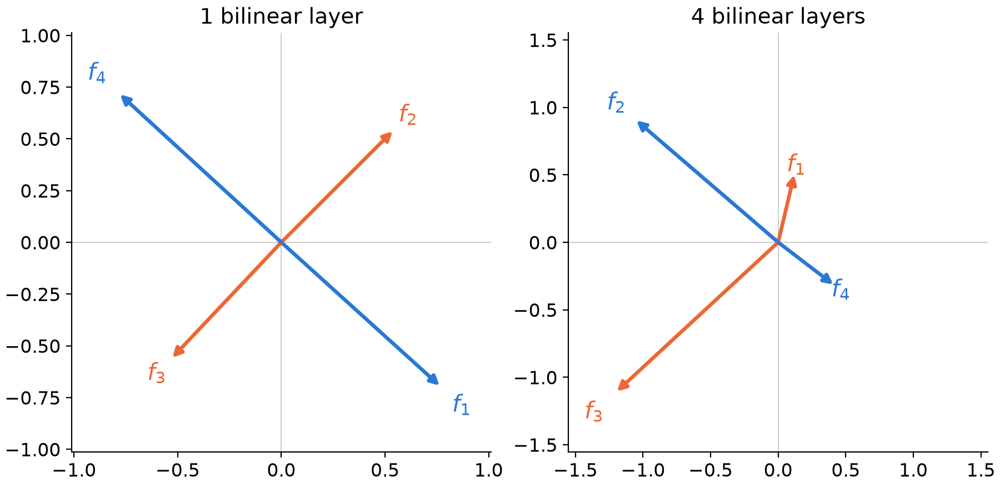 1 bilinear layer
1.00
0.75
0.50
0.25
0.00
−0.25
−0.50
−0.75
−1.00
−1.0 −0.5 0.0 0.5 1.0
f4
f2
f3
f1
4 bilinear layers
1.5
1.0
0.5
0.0
−0.5
−1.0
−1.5
−1.5 −1.0 −0.5 0.0 0.5 1.0 1.5
f2
f1
f4
f3